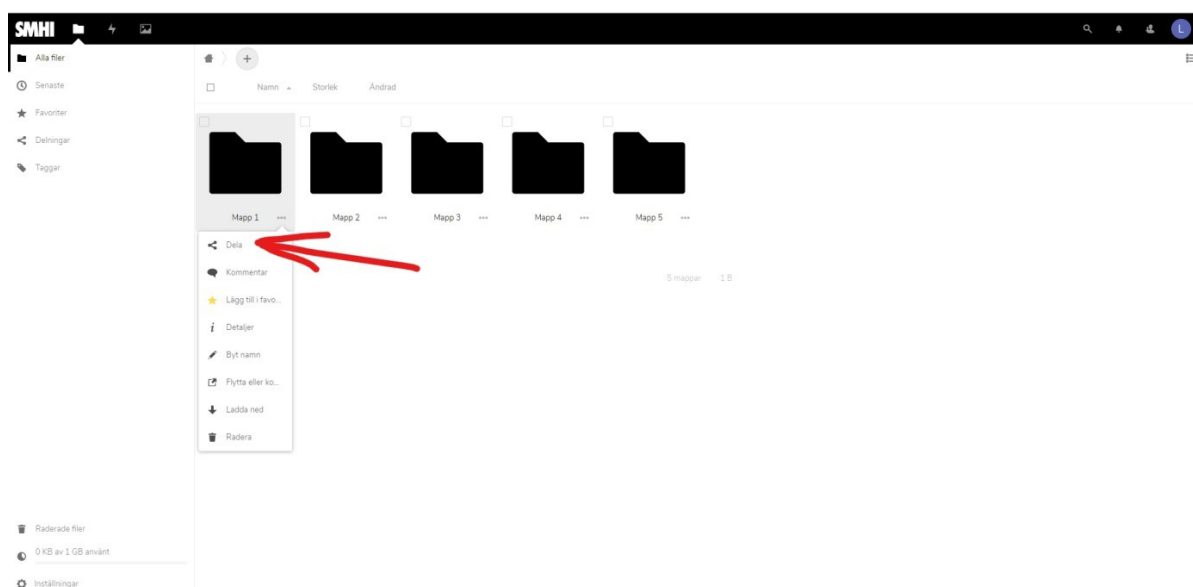 SMHI
L
Alla filer
Senaste
Favoriter
Delningar
Taggar
+
Namn Storlek Ändrad
Mapp 1 ... Mapp 2 ... Mapp 3 ... Mapp 4 ... Mapp 5 ...
Dela
Kommentar
Lägg till i favo...
Detaljer
Byt namn
Flytta eller ko...
Ladda ned
Radera
5 mappar 1 B
Raderade filer
0 KB av 1 GB använt
Inställningar